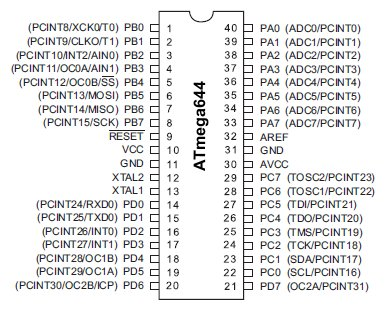 (PCINT8/XCK0/T0) PB0 1 40 PA0 (ADC0/PCINT0)
(PCINT9/CLKO/T1) PB1 2 39 PA1 (ADC1/PCINT1)
(PCINT10/INT2/AIN0) PB2 3 38 PA2 (ADC2/PCINT2)
(PCINT11/OC0A/AIN1) PB3 4 37 PA3 (ADC3/PCINT3)
(PCINT12/OC0B/SS) PB4 5 36 PA4 (ADC4/PCINT4)
(PCINT13/MOSI) PB5 6 35 PA5 (ADC5/PCINT5)
(PCINT14/MISO) PB6 7 34 PA6 (ADC6/PCINT6)
(PCINT15/SCK) PB7 8 33 PA7 (ADC7/PCINT7)
RESET 9 32 AREF
VCC 10 31 GND
GND 11 30 AVCC
XTAL2 12 29 PC7 (TOSC2/PCINT23)
XTAL1 13 28 PC6 (TOSC1/PCINT22)
(PCINT24/RXD0) PD0 14 27 PC5 (TDI/PCINT21)
(PCINT25/TXD0) PD1 15 26 PC4 (TDO/PCINT20)
(PCINT26/INT0) PD2 16 25 PC3 (TMS/PCINT19)
(PCINT27/INT1) PD3 17 24 PC2 (TCK/PCINT18)
(PCINT28/OC1B) PD4 18 23 PC1 (SDA/PCINT17)
(PCINT29/OC1A) PD5 19 22 PC0 (SCL/PCINT16)
(PCINT30/OC2B/ICP) PD6 20 21 PD7 (OC2A/PCINT31)
ATmega644